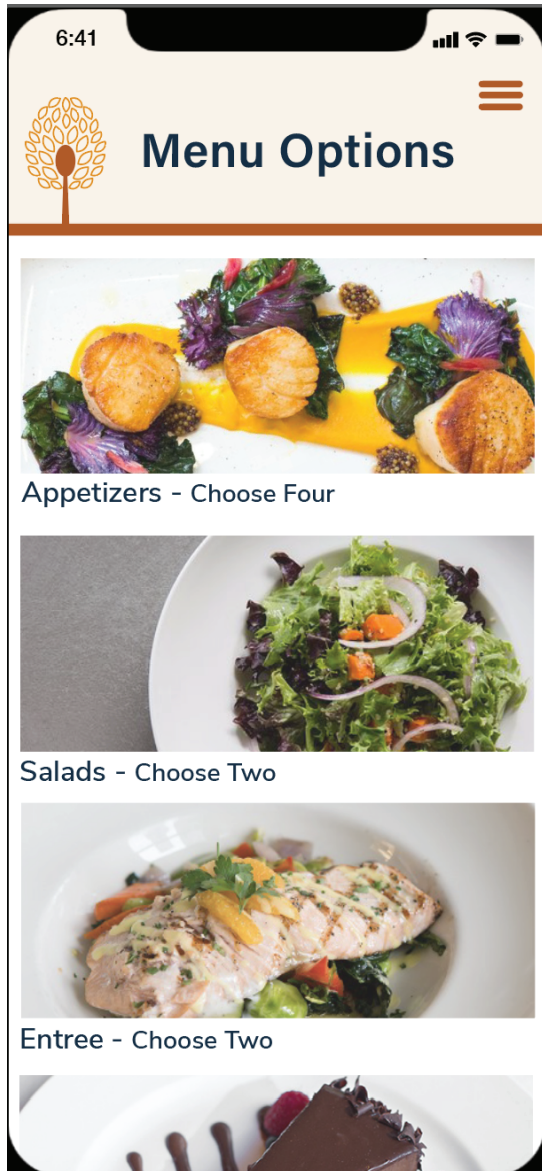 6:41
Menu Options
Appetizers - Choose Four
Salads - Choose Two
Entree - Choose Two